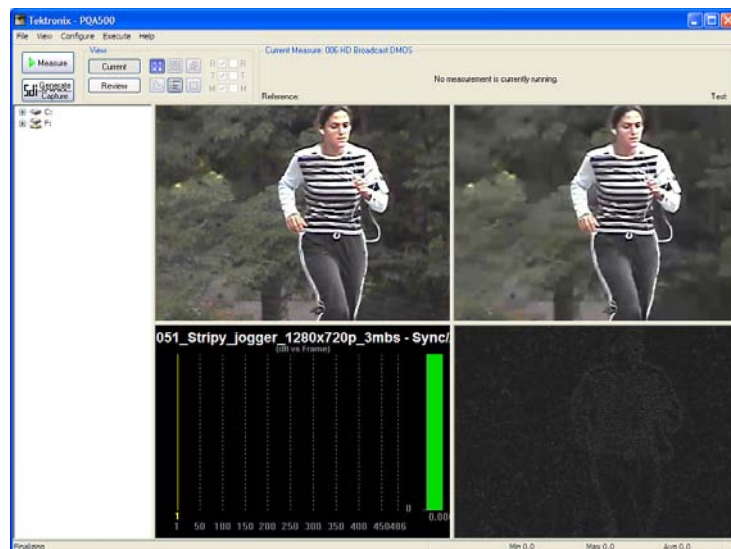 Tektronix - PQA500
File View Configure Execute Help
Measure
Sdi Generate Capture
View
Current
Review
R R
T T
M M
Current Measure: 006 HD Broadcast DMOS
No measurement is currently running.
Reference:
Test
C:
F:
051_Stripy_jogger_1280x720p_3mbs - Sync/
(dB vs Frame)
1
0
0.00
1 50 100 150 200 250 300 350 400 450486
Finalizing
Min 0.0 Max 0.0 Avg 0.0